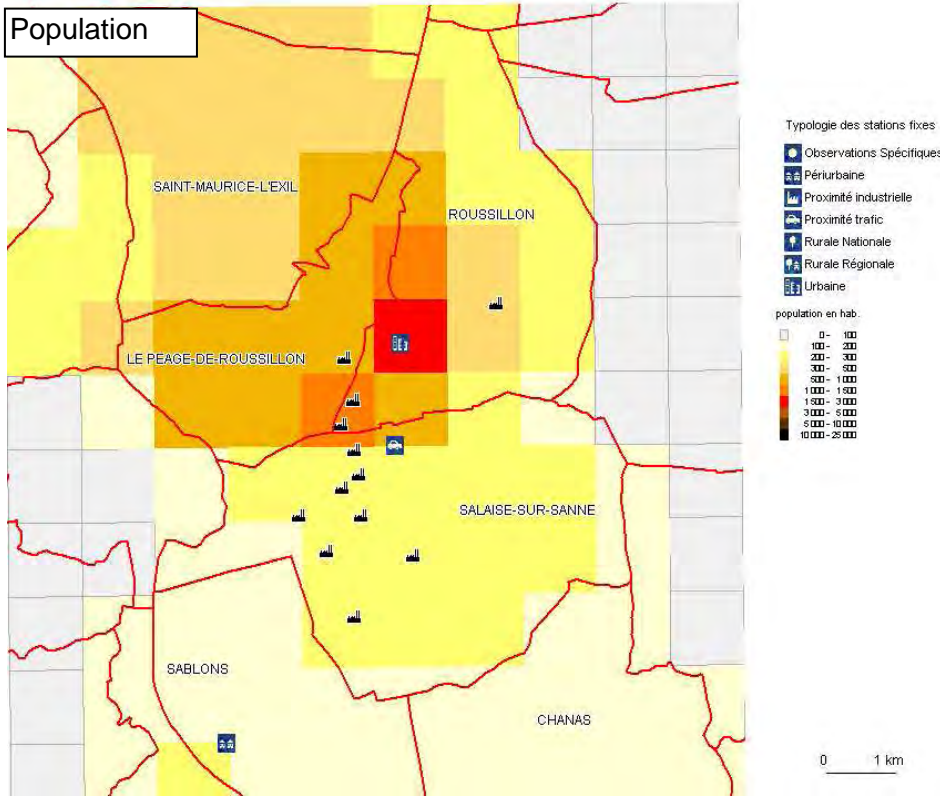 Population
SAINT-MAURICE-L'EXIL
ROUSSILLON
LE PEAGE-DE-ROUSSILLON
SALAISE-SUR-SANNE
SABLONS
CHANAS
Typologie des stations fixes
Observations Spécifiques
Périurbaine
Proximité industrielle
Proximité trafic
Rurale Nationale
Rurale Régionale
Urbaine
population en hab.
0 - 100
100 - 200
200 - 300
300 - 500
500 - 1 000
1 000 - 1 500
1 500 - 3 000
3 000 - 5 000
5 000 - 10 000
10 000 - 25 000
0 1 km